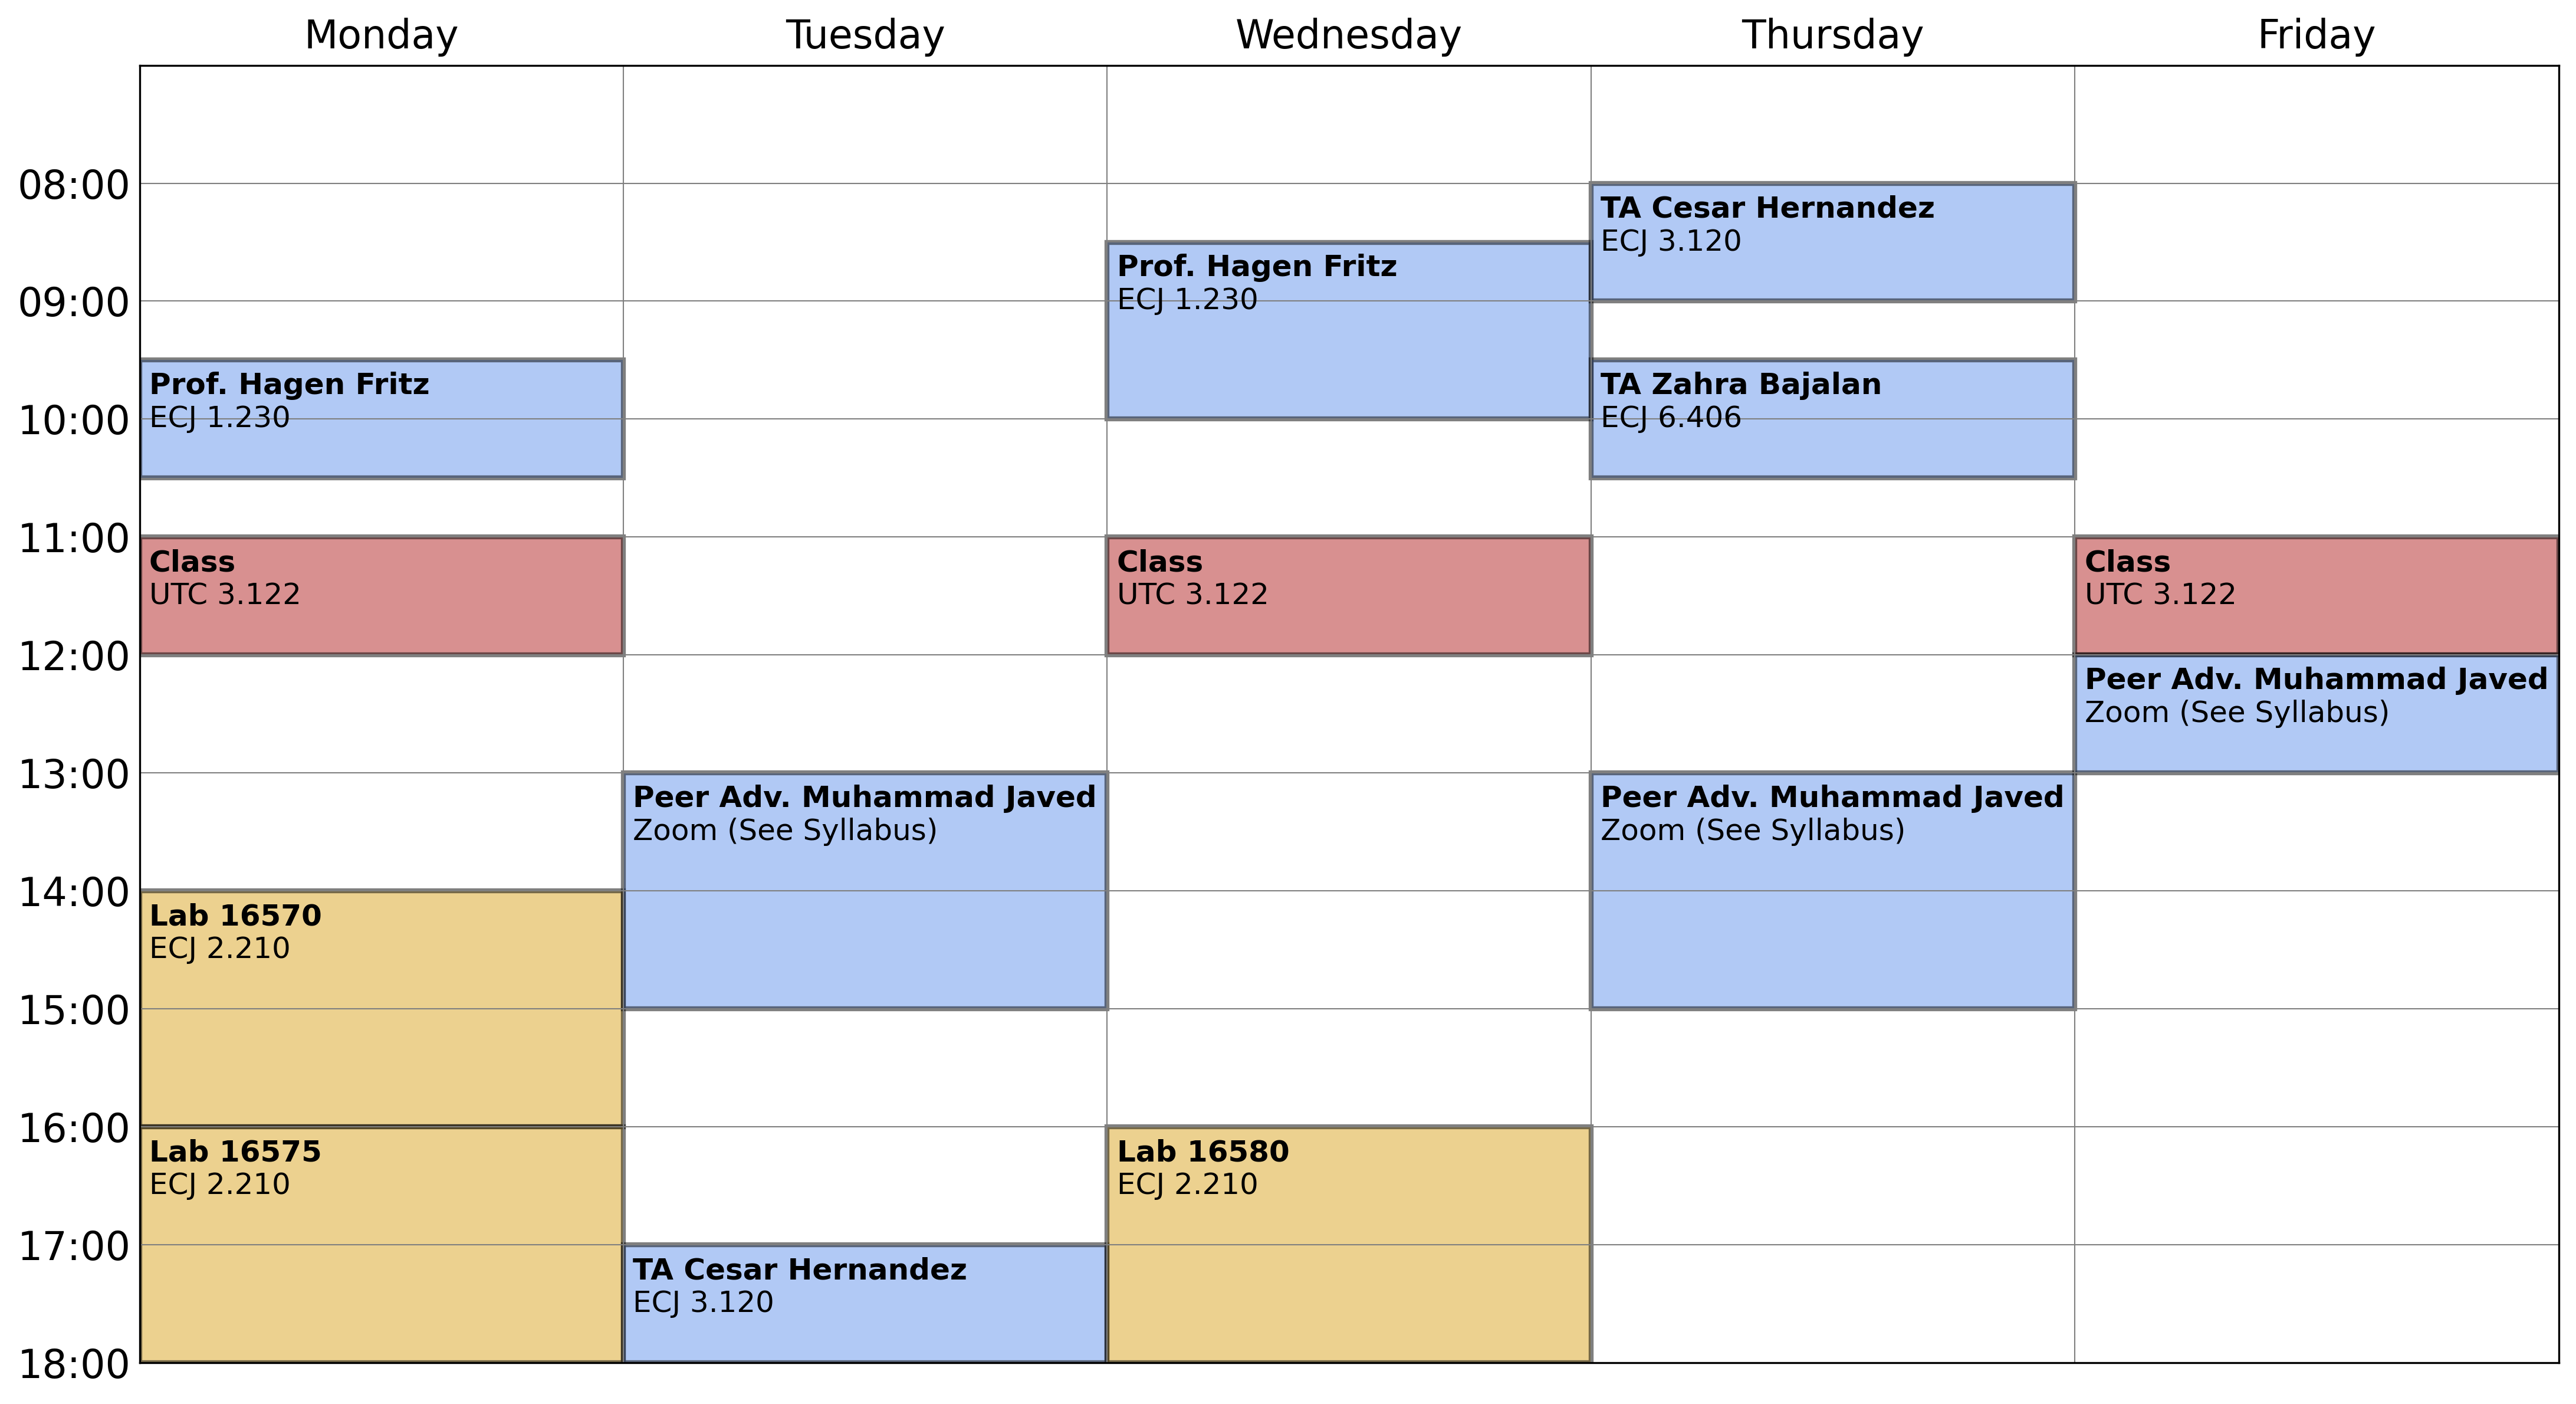 Monday Tuesday Wednesday Thursday Friday
08:00
09:00
10:00
11:00
12:00
13:00
14:00
15:00
16:00
17:00
18:00
Prof. Hagen Fritz
ECJ 1.230
Class
UTC 3.122
Lab 16570
ECJ 2.210
Lab 16575
ECJ 2.210
Peer Adv. Muhammad Javed
Zoom (See Syllabus)
TA Cesar Hernandez
ECJ 3.120
Prof. Hagen Fritz
ECJ 1.230
Class
UTC 3.122
Lab 16580
ECJ 2.210
TA Cesar Hernandez
ECJ 3.120
TA Zahra Bajalan
ECJ 6.406
Peer Adv. Muhammad Javed
Zoom (See Syllabus)
Class
UTC 3.122
Peer Adv. Muhammad Javed
Zoom (See Syllabus)